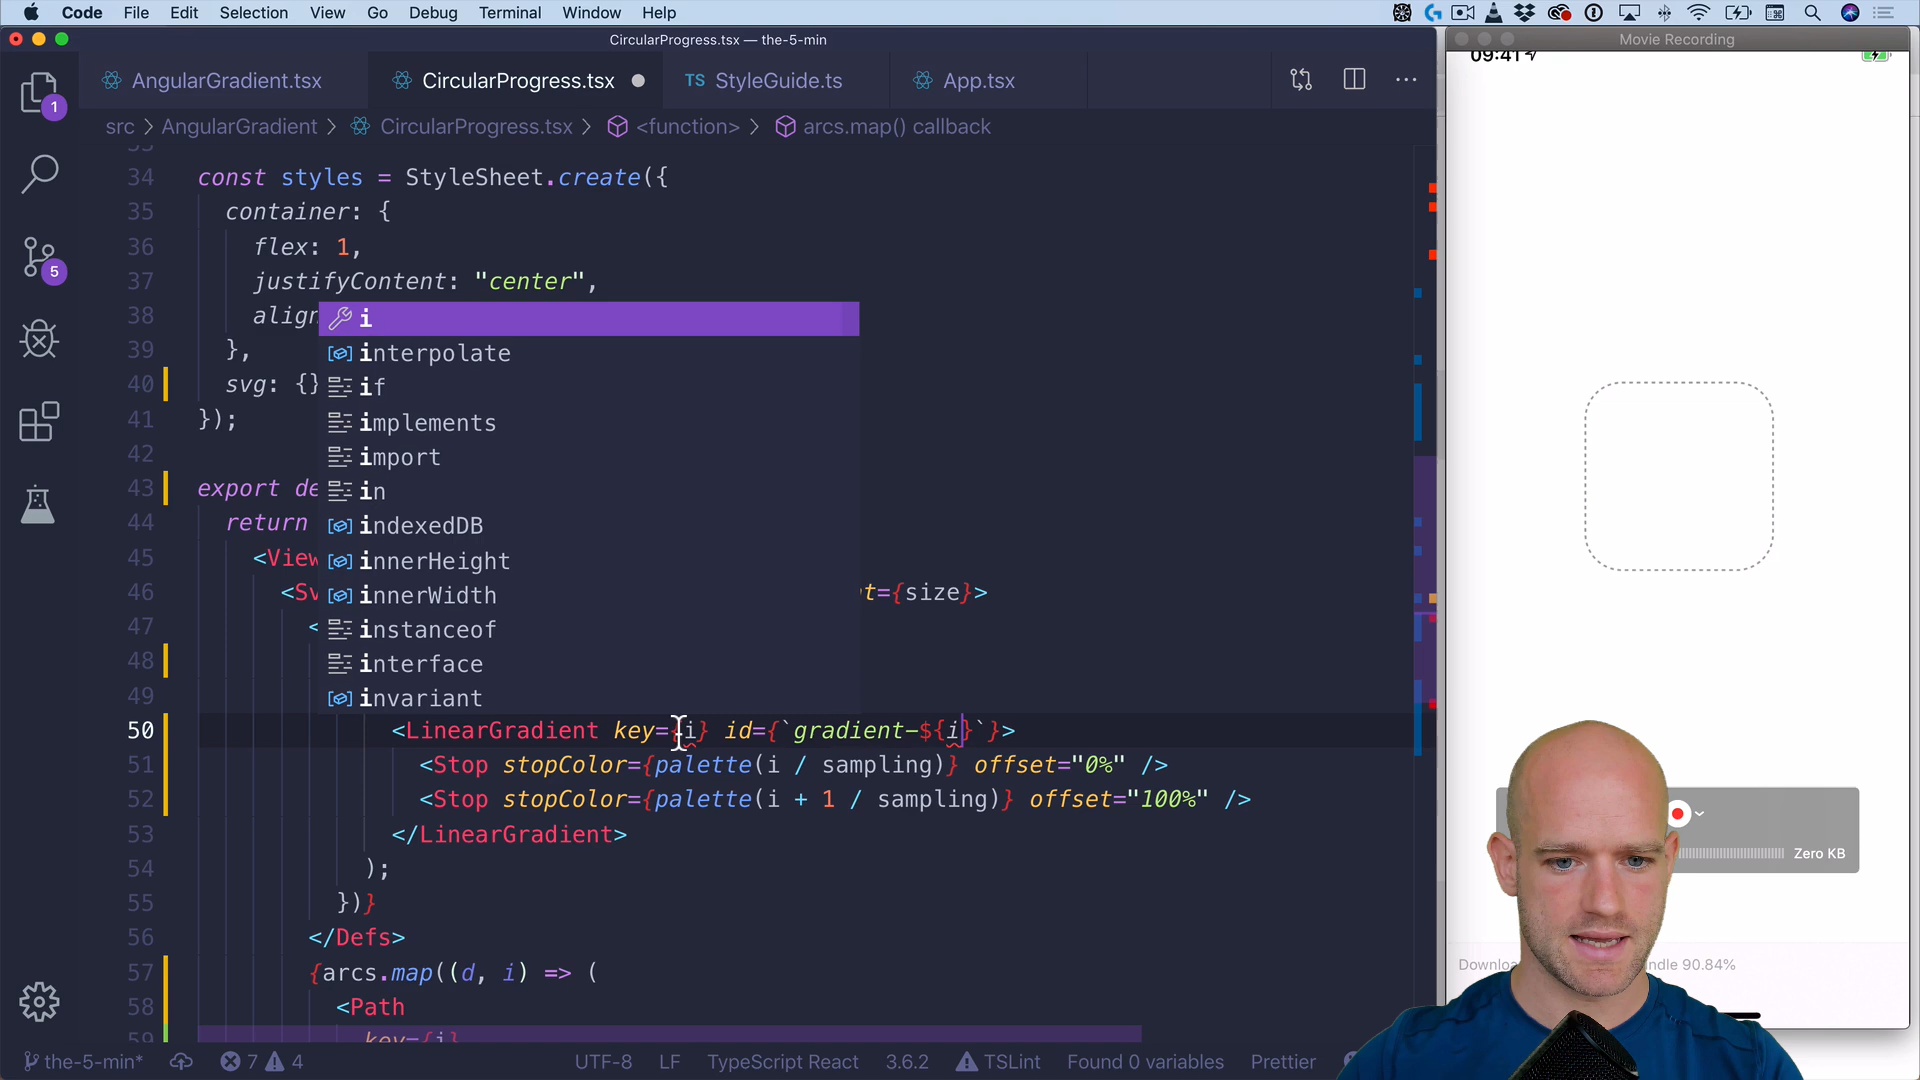 Code File Edit Selection View Go Debug Terminal Window Help
CircularProgress.tsx — the-5-min
Movie Recording
AngularGradient.tsx
CircularProgress.tsx
TS StyleGuide.ts
App.tsx
src > AngularGradient > CircularProgress.tsx > <function> > arcs.map() callback
1
5
34 const styles = StyleSheet.create({
35 container: {
36 flex: 1,
37 justifyContent: "center",
38 align
39 },
40 svg: {}
41 });
42
43 export de
44 return
45 <View
46 <Sv t={size}>
47 <
48
49
50 <LinearGradient key={i} id={`gradient-${i}`}>
51 <Stop stopColor={palette(i / sampling)} offset="0%" />
52 <Stop stopColor={palette(i + 1 / sampling)} offset="100%" />
53 </LinearGradient>
54 );
55 })}
56 </Defs>
57 {arcs.map((d, i) => (
58 <Path
59 key={i}
i
interpolate
if
implements
import
in
indexedDB
innerHeight
innerWidth
instanceof
interface
invariant
the-5-min* 7 4 UTF-8 LF TypeScript React 3.6.2 TSLint Found 0 variables Prettier
09:41
Zero KB
Downlo ndle 90.84%